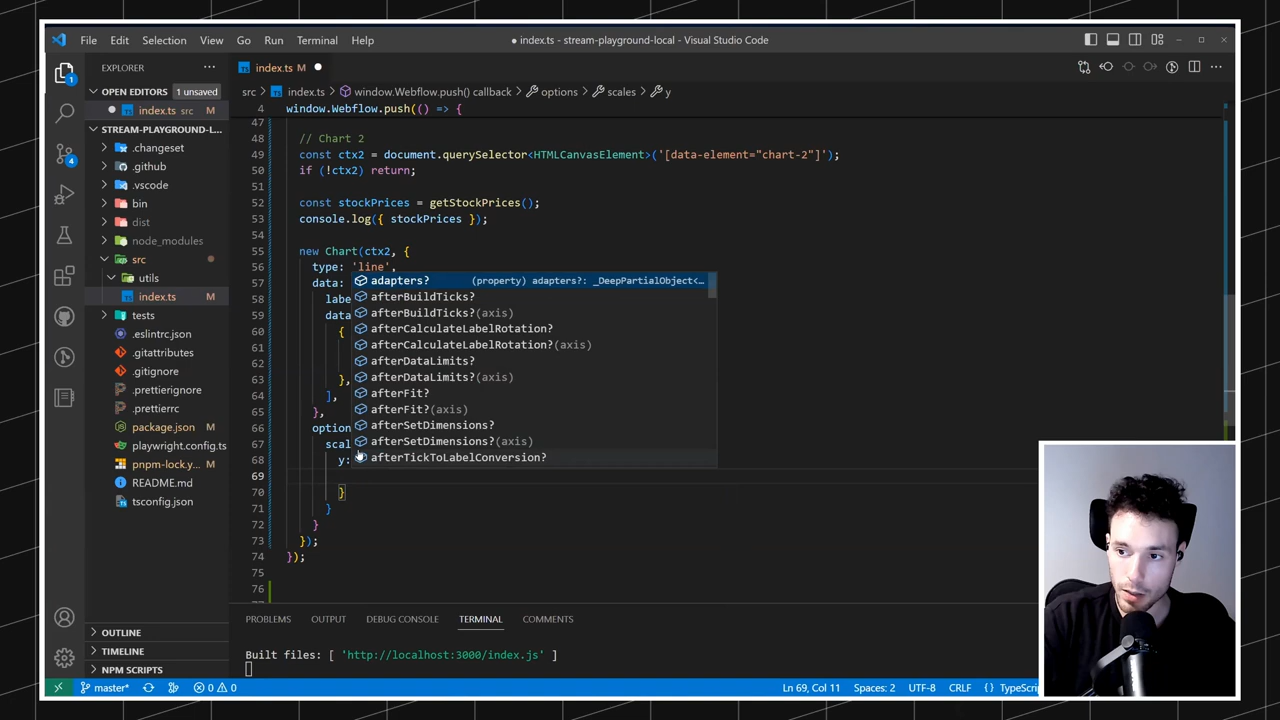 File Edit Selection View Go Run Terminal Help
● index.ts - stream-playground-local - Visual Studio Code
EXPLORER
OPEN EDITORS 1 unsaved
index.ts src M
STREAM-PLAYGROUND-L...
.changeset
.github
.vscode
bin
dist
node_modules
src
utils
index.ts M
tests
.eslintrc.json
.gitattributes
.gitignore
.prettierignore
.prettierrc
package.json M
playwright.config.ts
pnpm-lock.y... M
README.md
tsconfig.json
OUTLINE
TIMELINE
NPM SCRIPTS
1
4
index.ts M
src > index.ts > window.Webflow.push() callback > options > scales > y
4 window.Webflow.push(() => {
47
48 // Chart 2
49 const ctx2 = document.querySelector<HTMLCanvasElement>('[data-element="chart-2"]');
50 if (!ctx2) return;
51
52 const stockPrices = getStockPrices();
53 console.log({ stockPrices });
54
55 new Chart(ctx2, {
56 type: 'line',
57 data:
58 labe
59 data
60 {
61
62
63 },
64 ],
65 },
66 option
67 scal
68 y:
69
70 }
71 }
72 }
73 });
74 });
75
76
adapters? (property) adapters?: _DeepPartialObject<...
afterBuildTicks?
afterBuildTicks?(axis)
afterCalculateLabelRotation?
afterCalculateLabelRotation?(axis)
afterDataLimits?
afterDataLimits?(axis)
afterFit?
afterFit?(axis)
afterSetDimensions?
afterSetDimensions?(axis)
afterTickToLabelConversion?
PROBLEMS OUTPUT DEBUG CONSOLE TERMINAL COMMENTS
Built files: [ 'http://localhost:3000/index.js' ]
master* 0 0 Ln 69, Col 11 Spaces: 2 UTF-8 CRLF {} TypeScri